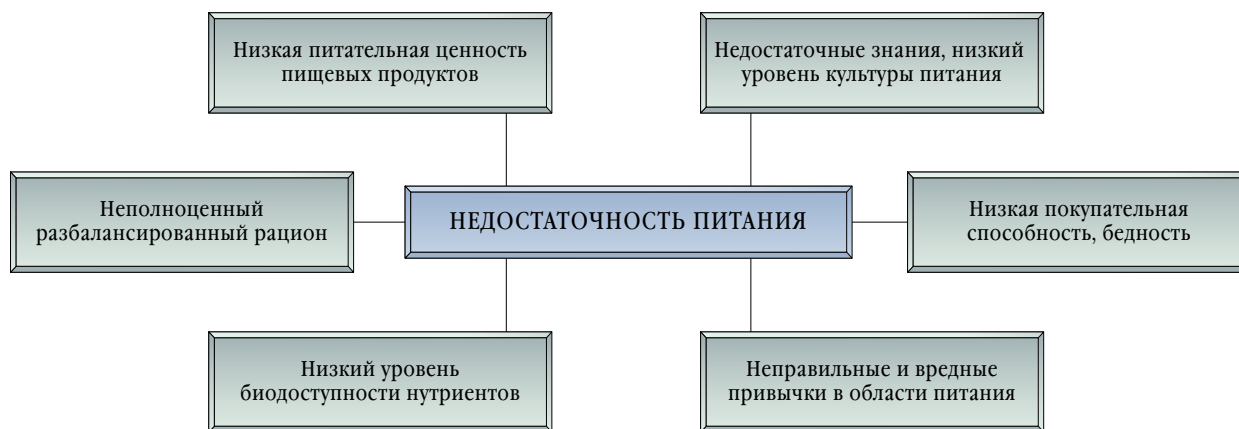 Низкая питательная ценность
пищевых продуктов
Недостаточные знания, низкий
уровень культуры питания
Неполноценный
разбалансированный рацион
НЕДОСТАТОЧНОСТЬ ПИТАНИЯ
Низкая покупательная
способность, бедность
Низкий уровень
биодоступности нутриентов
Неправильные и вредные
привычки в области питания